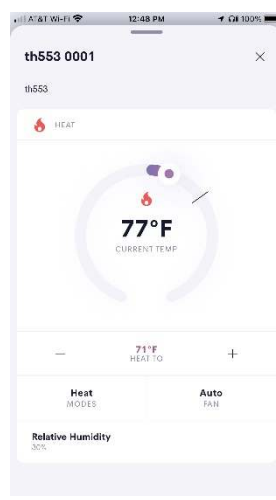 AT&T Wi-Fi 12:48 PM 100%
th553 0001
th553
HEAT
77°F
CURRENT TEMP
71°F
HEAT TO
Heat
MODES
Auto
FAN
Relative Humidity
30%